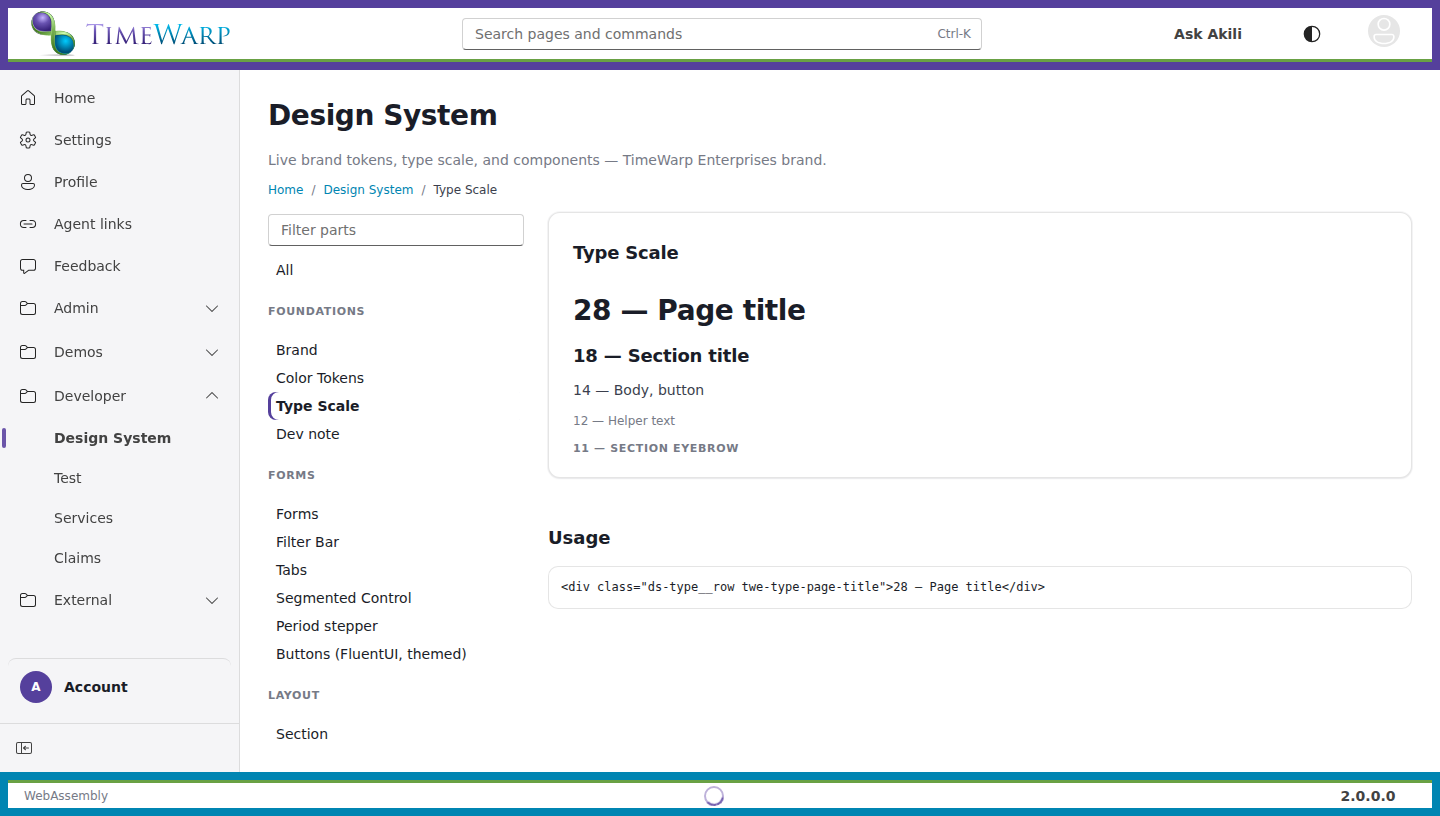 TIMEWARP
Search pages and commands
Ctrl-K
Ask Akili
Home
Settings
Profile
Agent links
Feedback
Admin
Demos
Developer
Design System
Test
Services
Claims
External
A
Account
Design System
Live brand tokens, type scale, and components — TimeWarp Enterprises brand.
Home / Design System / Type Scale
Filter parts
All
FOUNDATIONS
Brand
Color Tokens
Type Scale
Dev note
FORMS
Forms
Filter Bar
Tabs
Segmented Control
Period stepper
Buttons (FluentUI, themed)
LAYOUT
Section
Type Scale
28 — Page title
18 — Section title
14 — Body, button
12 — Helper text
11 — SECTION EYEBROW
Usage
<div class="ds-type__row twe-type-page-title">28 — Page title</div>
WebAssembly
2.0.0.0